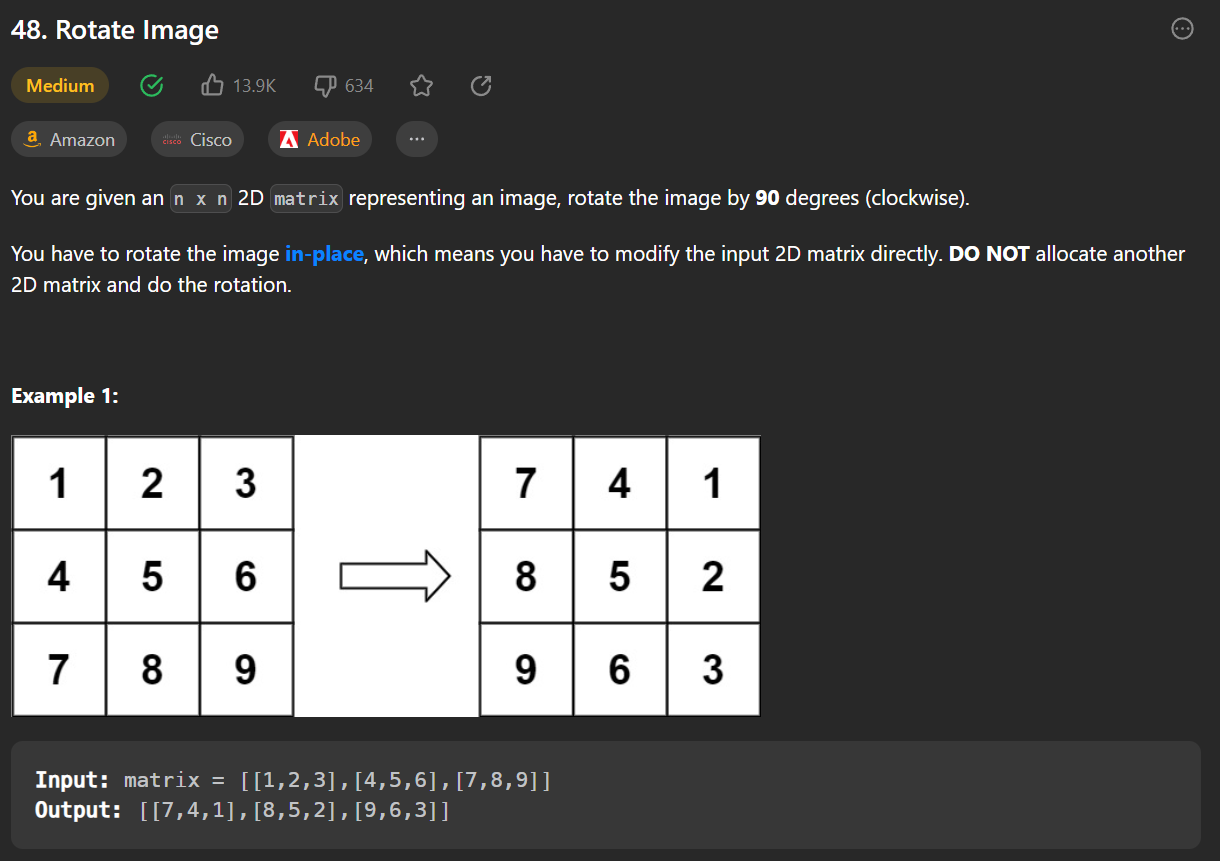 48. Rotate Image
Medium 13.9K 634
Amazon cisco Cisco Adobe
You are given an n x n 2D matrix representing an image, rotate the image by 90 degrees (clockwise).
You have to rotate the image in-place, which means you have to modify the input 2D matrix directly. DO NOT allocate another
2D matrix and do the rotation.
Example 1:
1 2 3 7 4 1
4 5 6 8 5 2
7 8 9 9 6 3
Input: matrix = [[1,2,3],[4,5,6],[7,8,9]]
Output: [[7,4,1],[8,5,2],[9,6,3]]